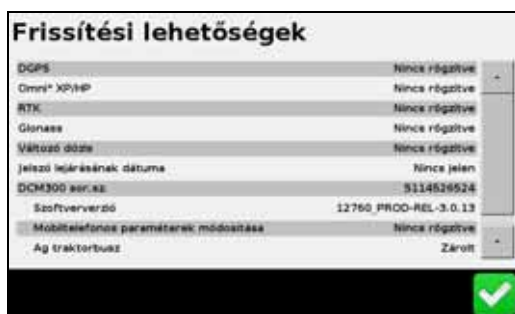 Frissítési lehetőségek
DGPS Nincs rögzítve
Omni* XP/HP Nincs rögzítve
RTK Nincs rögzítve
Glonass Nincs rögzítve
Változó dózis Nincs rögzítve
Jelszó lejárásának dátuma Nincs jelen
DCM300 sor.sz 5114526524
Szoftververzió 12760_PROD-REL-3.0.13
Mobiltelefonos paraméterek módosítása Nincs rögzítve
Ag traktorbusz Zárolt